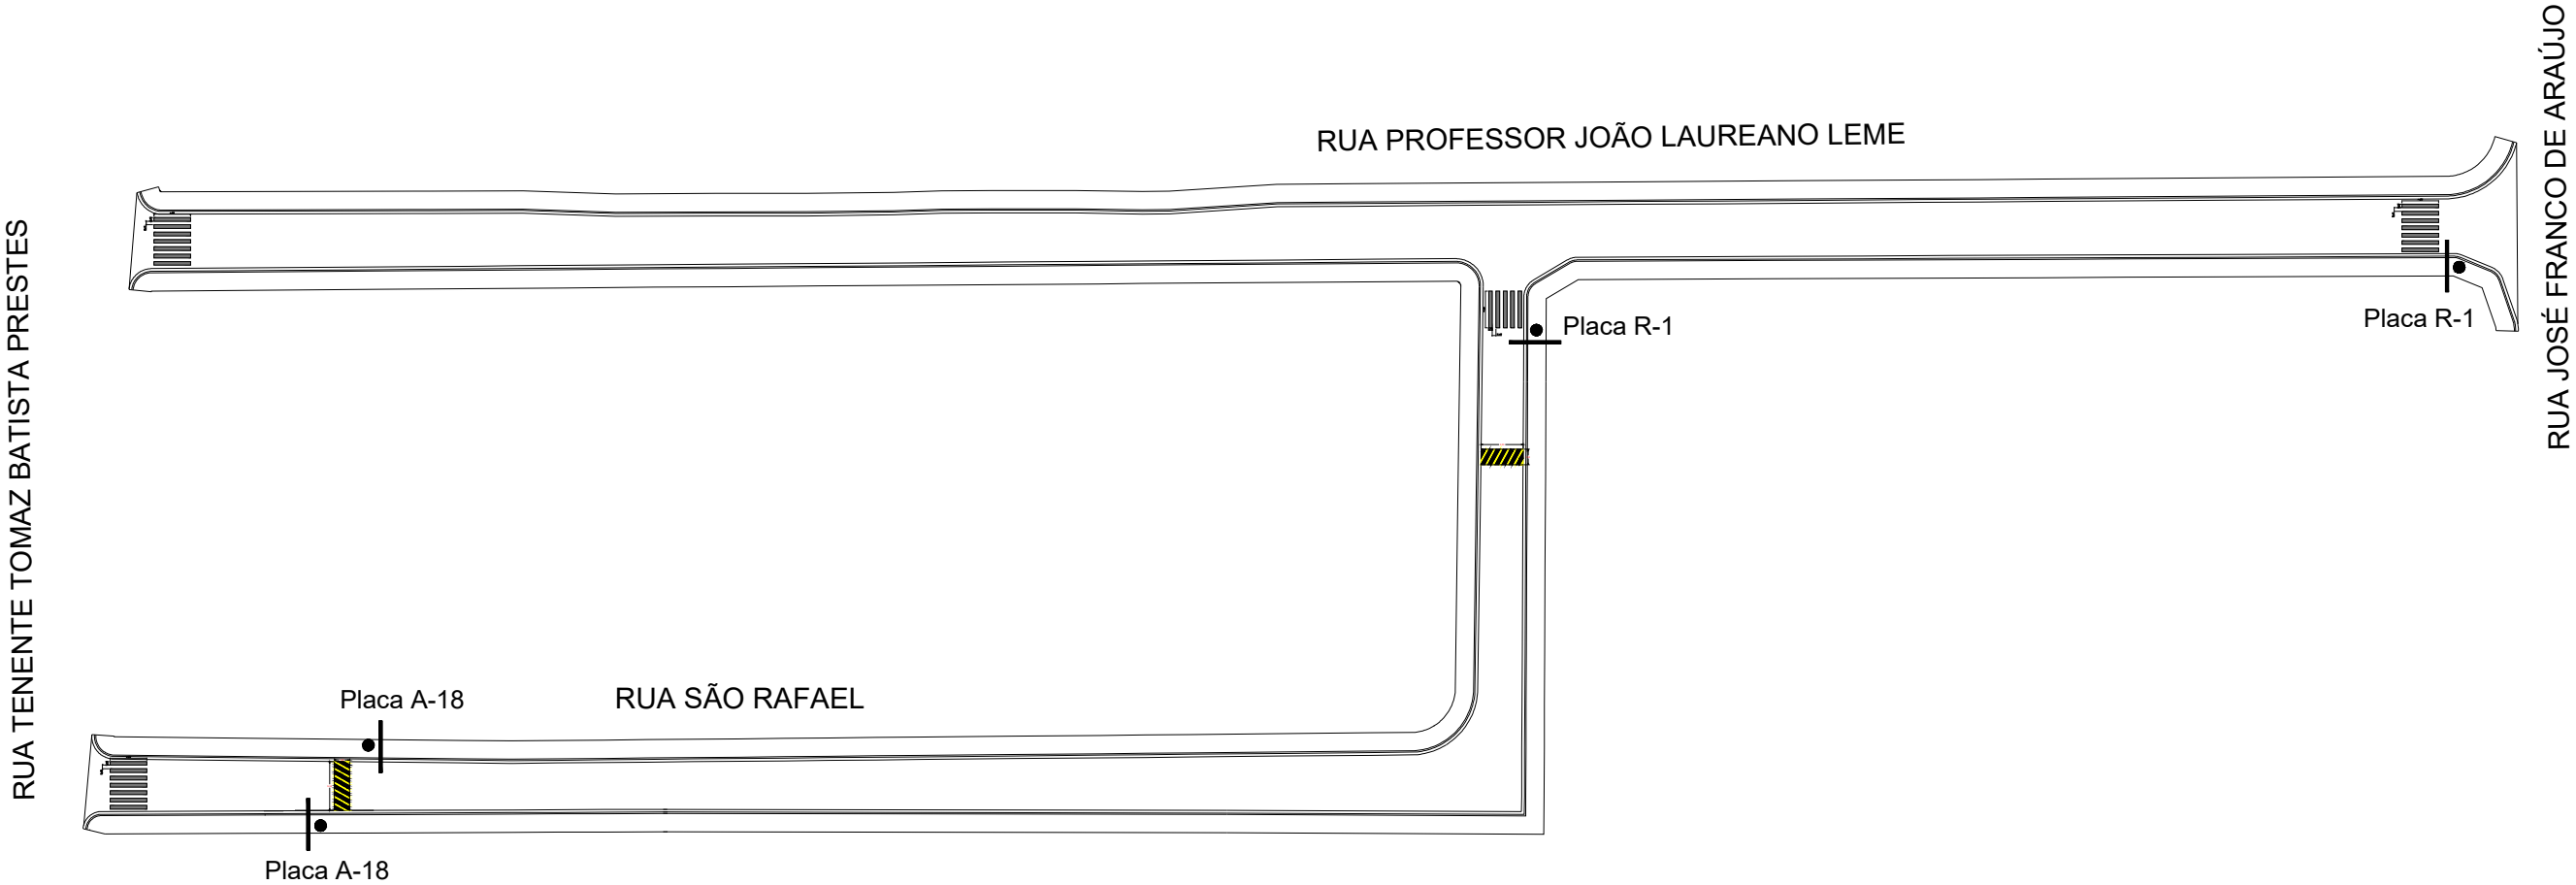 RUA JOSÉ FRANCO DE ARAÚJO
RUA PROFESSOR JOÃO LAUREANO LEME
RUA TENENTE TOMAZ BATISTA PRESTES
Placa R-1
Placa R-1
Placa A-18
RUA SÃO RAFAEL
Placa A-18